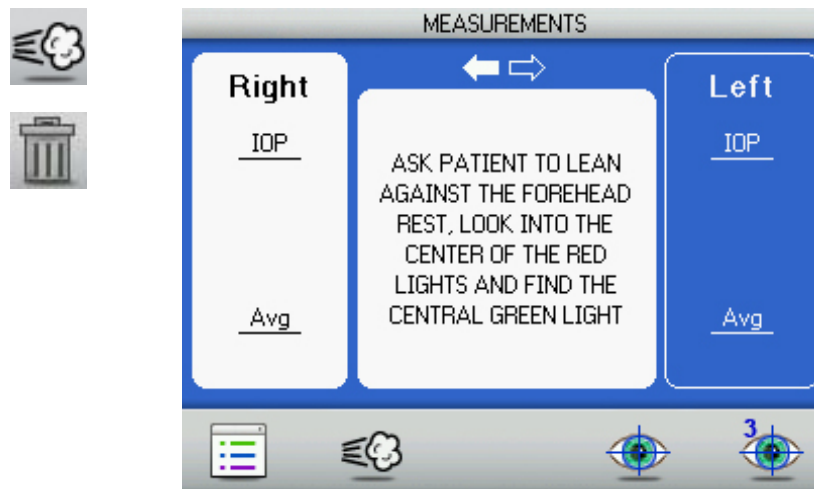 MEASUREMENTS
Right
IOP
Avg
ASK PATIENT TO LEAN
AGAINST THE FOREHEAD
REST, LOOK INTO THE
CENTER OF THE RED
LIGHTS AND FIND THE
CENTRAL GREEN LIGHT
Left
IOP
Avg
3